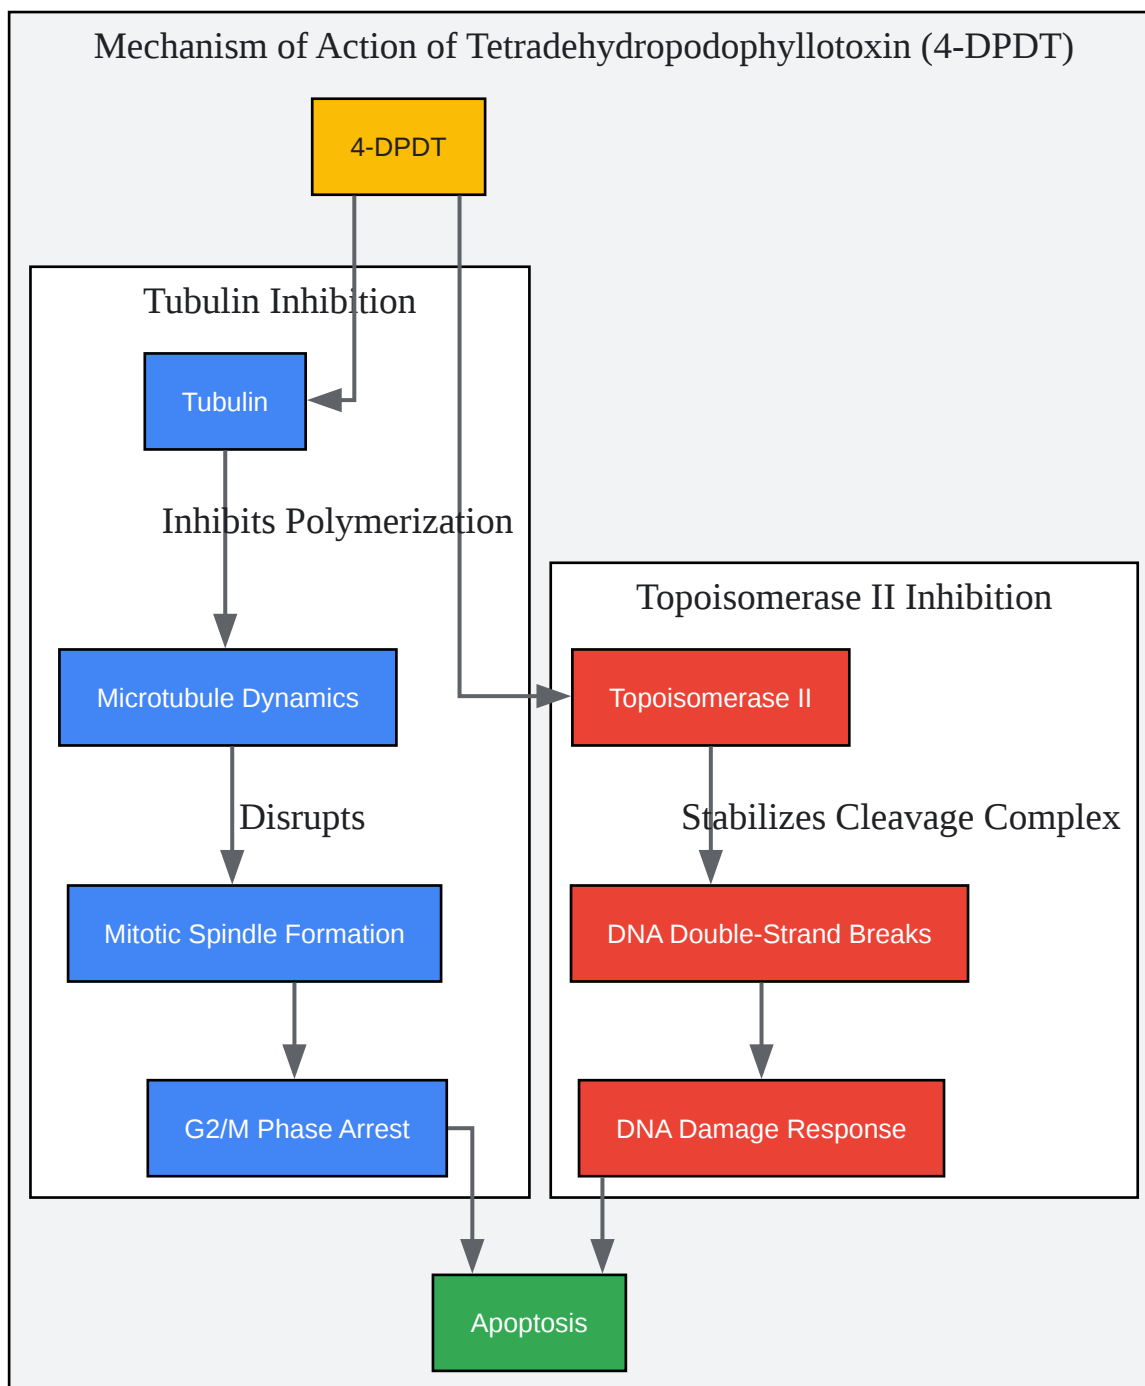 Mechanism of Action of Tetradehydropodophyllotoxin (4-DPDT)
4-DPDT
Tubulin Inhibition
Tubulin
Inhibits Polymerization
Microtubule Dynamics
Disrupts
Mitotic Spindle Formation
G2/M Phase Arrest
Topoisomerase II Inhibition
Topoisomerase II
Stabilizes Cleavage Complex
DNA Double-Strand Breaks
DNA Damage Response
Apoptosis